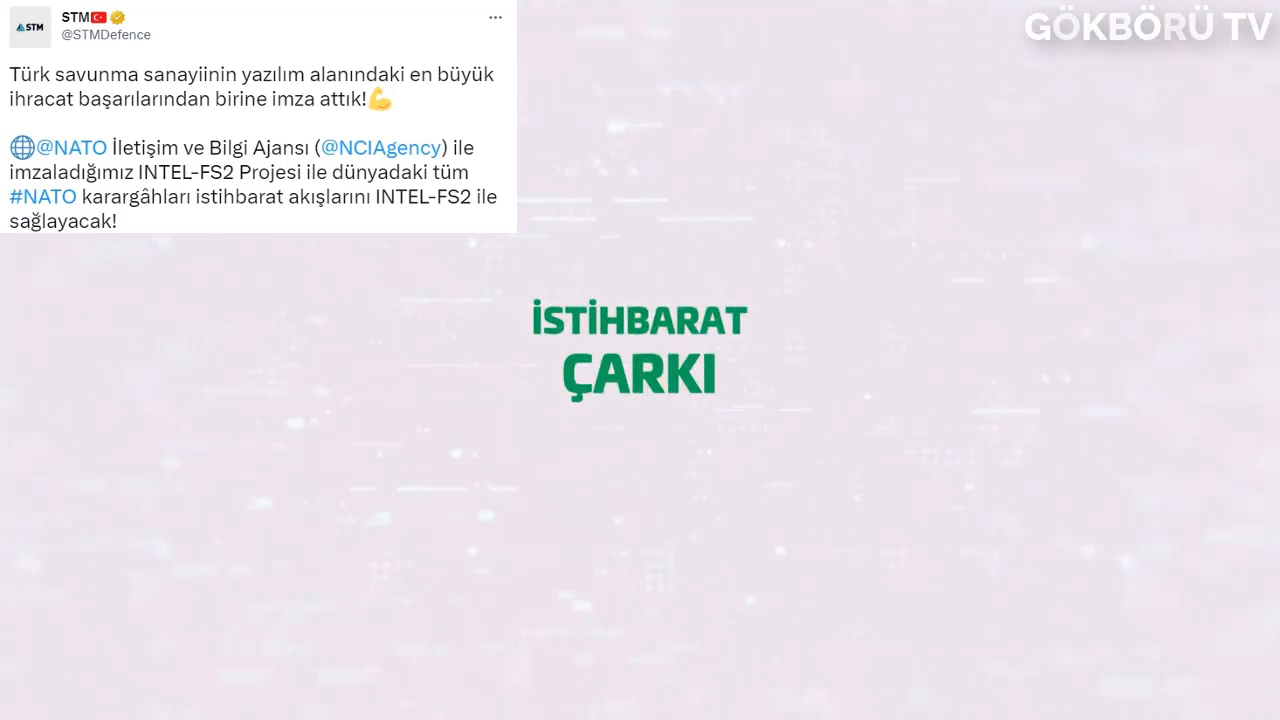 STM🇹🇷
@STMDefence
STM
Türk savunma sanayiinin yazılım alanındaki en büyük
ihracat başarılarından birine imza attık!💪
🌐@NATO İletişim ve Bilgi Ajansı (@NCIAgency) ile
imzaladığımız INTEL-FS2 Projesi ile dünyadaki tüm
#NATO karargâhları istihbarat akışlarını INTEL-FS2 ile
sağlayacak!
GÖKBÖRÜ TV
İSTİHBARAT
ÇARKI